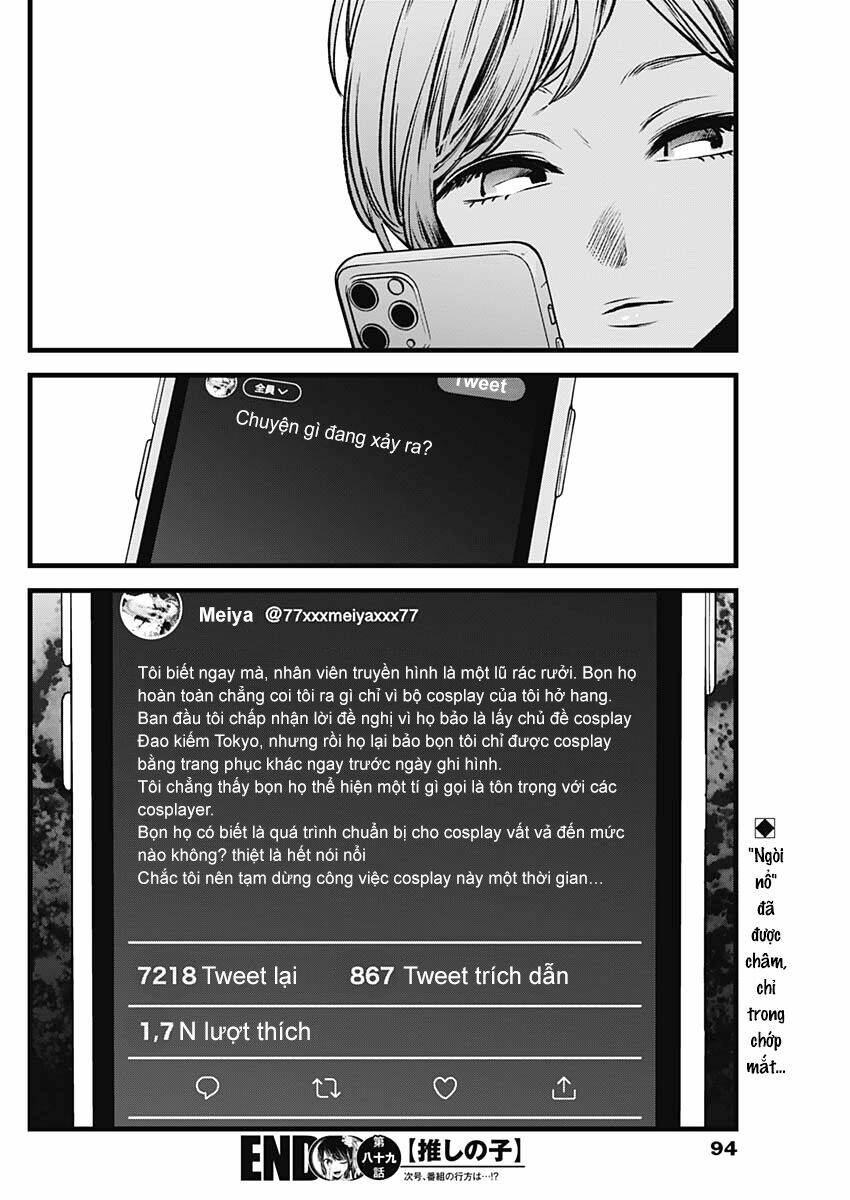 全員
Tweet
Chuyện gì đang xảy ra?
Meiya @77xxxmeiyaxxx77
Tôi biết ngay mà, nhân viên truyền hình là một lũ rác rưởi. Bọn họ
hoàn toàn chẳng coi tôi ra gì chỉ vì bộ cosplay của tôi hở hang.
Ban đầu tôi chấp nhận lời đề nghị vì họ bảo là lấy chủ đề cosplay
Đao kiếm Tokyo, nhưng rồi họ lại bảo bọn tôi chỉ được cosplay
bằng trang phục khác ngay trước ngày ghi hình.
Tôi chẳng thấy bọn họ thể hiện một tí gì gọi là tôn trọng với các
cosplayer.
Bọn họ có biết là quá trình chuẩn bị cho cosplay vất vả đến mức
nào không? thiệt là hết nói nổi
Chắc tôi nên tạm dừng công việc cosplay này một thời gian...
7218 Tweet lại 867 Tweet trích dẫn
1,7 N lượt thích
"Ngòi
nổ"
đã
được
châm,
chỉ
trong
chớp
mắt...
END
第
八十九
話
【推しの子】
次号、番組の行方は…!?
94